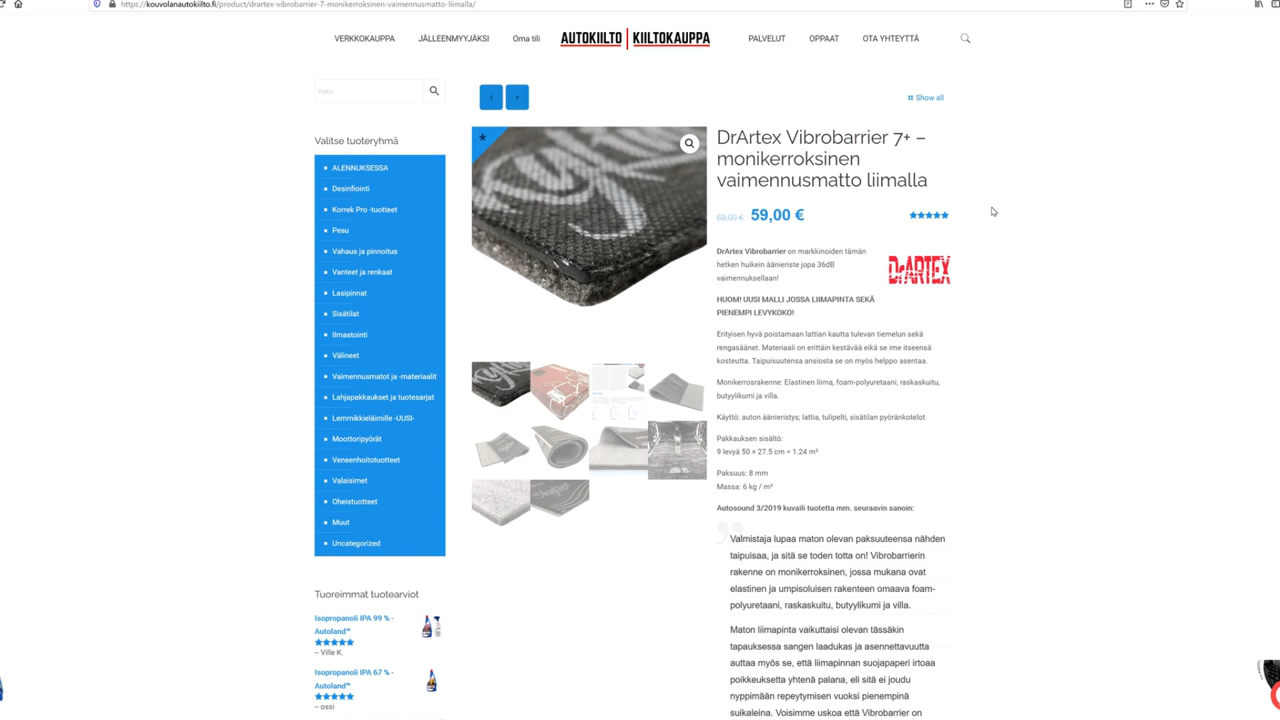 https://kouvolanautokiilto.fi/product/drartex-vibrobarrier-7-monikerroksinen-vaimennusmatto-liimalla/
VERKKOKAUPPA
JÄLLEENMYYJÄKSI
Oma tili
AUTOKIILTO | KIILTOKAUPPA
PALVELUT
OPPAAT
OTA YHTEYTTÄ
Show all
Valitse tuoteryhmä
ALENNUKSESSA
Desinfiointi
Korrek Pro -tuotteet
Pesu
Vahaus ja pinnoitus
Vanteet ja renkaat
Lasipinnat
Sisätilat
Ilmastointi
Välineet
Vaimennusmatot ja -materiaalit
Lahjapakkaukset ja tuotesarjat
Lemmikkieläimille -UUSI-
Moottoripyörät
Veneenhoitotuotteet
Valaisimet
Oheistuotteet
Muut
Uncategorized
Tuoreimmat tuotearviot
Isopropanoli IPA 99 % -
Autoland™
– Ville K.
Isopropanoli IPA 67 % -
Autoland™
– ossi
DrArtex Vibrobarrier 7+ –
monikerroksinen
vaimennusmatto liimalla
69,00 € 59,00 €
DrArtex Vibrobarrier on markkinoiden tämän
hetken huikein äänieriste jopa 36dB
vaimennuksellaan!
DRARTEX
HUOM! UUSI MALLI JOSSA LIIMAPINTA SEKÄ
PIENEMPI LEVYKOKO!
Erityisen hyvä poistamaan lattian kautta tulevan tiemelun sekä
rengasäänet. Materiaali on erittäin kestävää eikä se ime itseensä
kosteutta. Taipuisuutensa ansiosta se on myös helppo asentaa.
Monikerrosrakenne: Elastinen liima, foam-polyuretaani, raskaskuitu,
butyylikumi ja villa.
Käyttö: auton äänieristys; lattia, tulipelti, sisätilan pyöränkotelot
Pakkauksen sisältö:
9 levyä 50 × 27.5 cm = 1.24 m²
Paksuus: 8 mm
Massa: 6 kg / m²
Autosound 3/2019 kuvaili tuotetta mm. seuraavin sanoin:
Valmistaja lupaa maton olevan paksuuteensa nähden
taipuisaa, ja sitä se toden totta on! Vibrobarrierin
rakenne on monikerroksinen, jossa mukana ovat
elastinen ja umpisoluisen rakenteen omaava foam-
polyuretaani, raskaskuitu, butyylikumi ja villa.
Maton liimapinta vaikuttaisi olevan tässäkin
tapauksessa sangen laadukas ja asennettavuutta
auttaa myös se, että liimapinnan suojapaperi irtoaa
poikkeuksetta yhtenä palana, eli sitä ei joudu
nyppimään repeytymisen vuoksi pienempinä
suikaleina. Voisimme uskoa että Vibrobarrier on